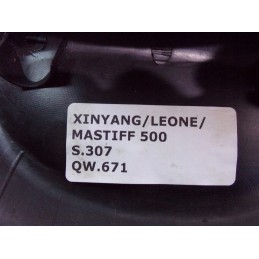 XINYANG/LEONE/
MASTIFF 500
S.307
QW.671